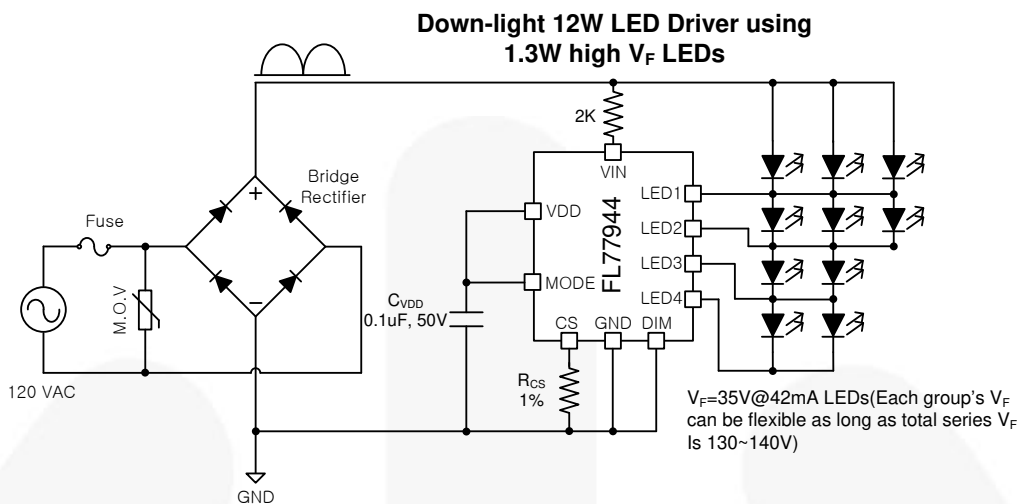 Down-light 12W LED Driver using
1.3W high VF LEDs
2K
VIN
Bridge
Rectifier
+
−
Fuse
M.O.V
120 VAC
VDD
MODE
FL77944
LED1
LED2
LED3
LED4
CS
GND
DIM
CVDD
0.1uF, 50V
RCS
1%
VF=35V@42mA LEDs(Each group's VF
can be flexible as long as total series VF
Is 130~140V)
GND